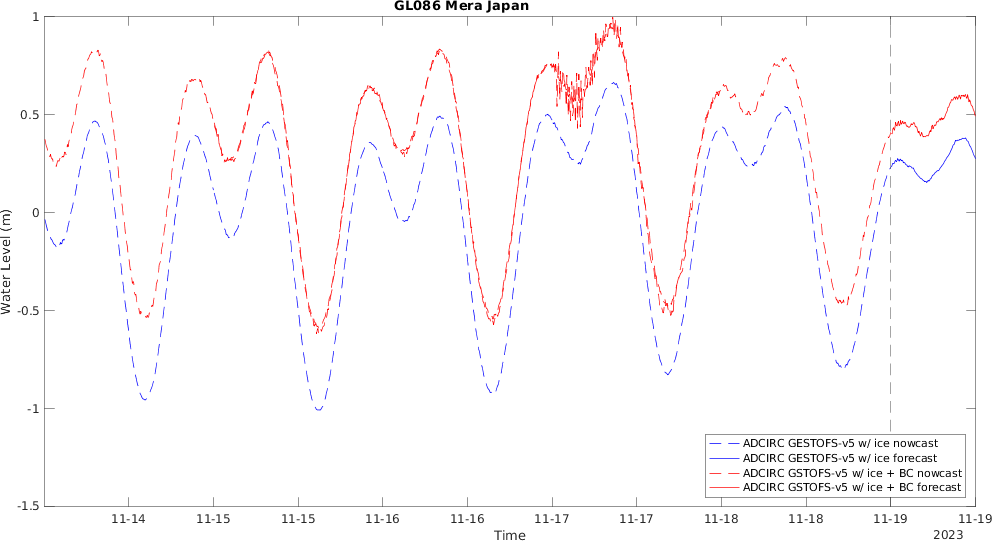 GL086 Mera Japan
1
0.5
0
-0.5
-1
-1.5
Water Level (m)
ADCIRC GESTOFS-v5 w/ ice nowcast
ADCIRC GESTOFS-v5 w/ ice forecast
ADCIRC GSTOFS-v5 w/ ice + BC nowcast
ADCIRC GSTOFS-v5 w/ ice + BC forecast
11-14 11-15 11-15 11-16 11-16 11-17 11-17 11-18 11-18 11-19 11-19
Time
2023